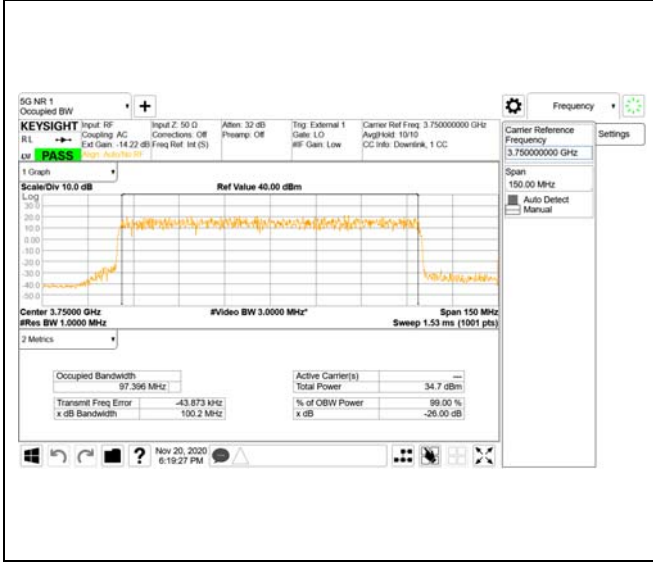 5G NR 1
Occupied BW
Frequency
KEYSIGHT
R L
PASS
Input: RF
Coupling: AC
Ext Gain: -14.22 dB
Align: Auto/No RF
Input Z: 50 Ω
Corrections: Off
Freq Ref: Int (S)
Atten: 32 dB
Preamp: Off
Trig: External 1
Gate: LO
#IF Gain: Low
Carrier Ref Freq: 3.750000000 GHz
Avg|Hold: 10/10
CC Info: Downlink, 1 CC
Carrier Reference
Frequency
3.750000000 GHz
Settings
Span
150.00 MHz
Auto Detect
Manual
1 Graph
Scale/Div 10.0 dB
Ref Value 40.00 dBm
Log
30.0
20.0
10.0
0.00
-10.0
-20.0
-30.0
-40.0
-50.0
Center 3.75000 GHz
#Video BW 3.0000 MHz*
Span 150 MHz
#Res BW 1.0000 MHz
Sweep 1.53 ms (1001 pts)
2 Metrics
Occupied Bandwidth
97.396 MHz
Active Carrier(s) ---
Total Power 34.7 dBm
Transmit Freq Error -43.873 kHz
x dB Bandwidth 100.2 MHz
% of OBW Power 99.00 %
x dB -26.00 dB
?
Nov 20, 2020
6:19:27 PM